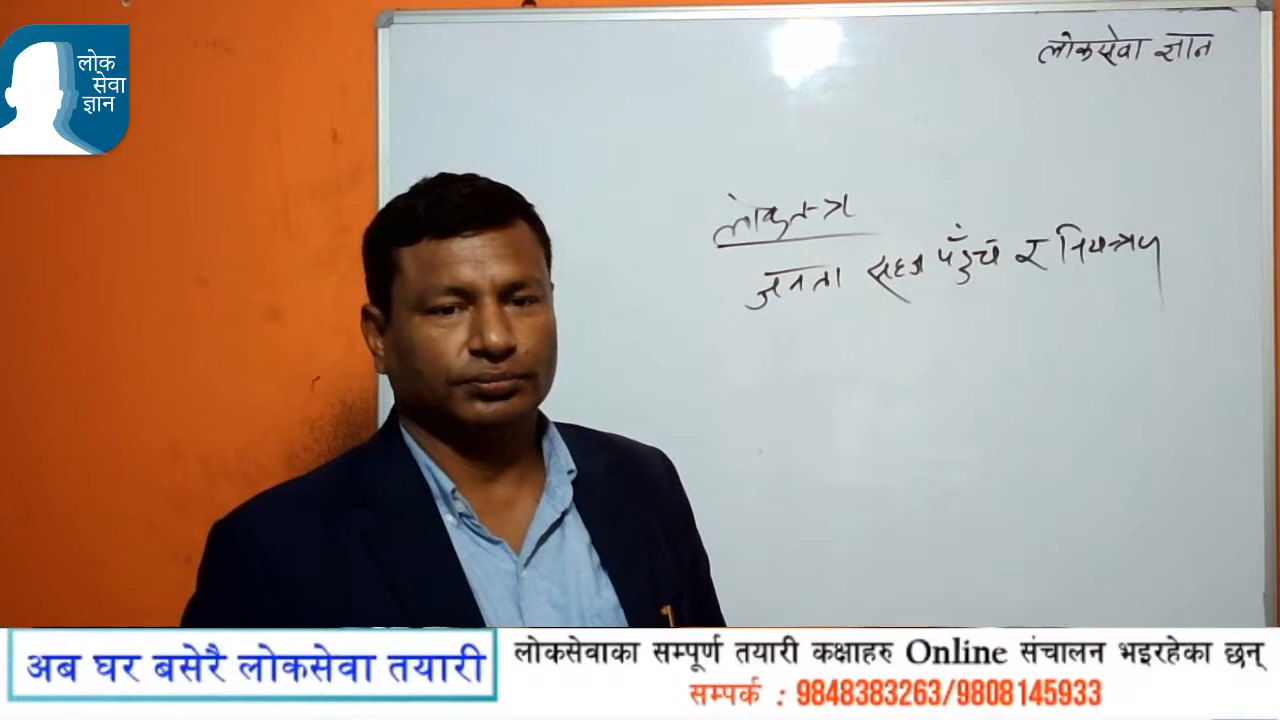 लोक
सेवा
ज्ञान
लोकसेवा ज्ञान
लोकतन्त्र
जनता सहज पहुँच र नियन्त्रण
अब घर बसेरै लोकसेवा तयारी
लोकसेवाका सम्पूर्ण तयारी कक्षाहरु Online संचालन भइरहेका छन्
सम्पर्क : 9848383263/9808145933